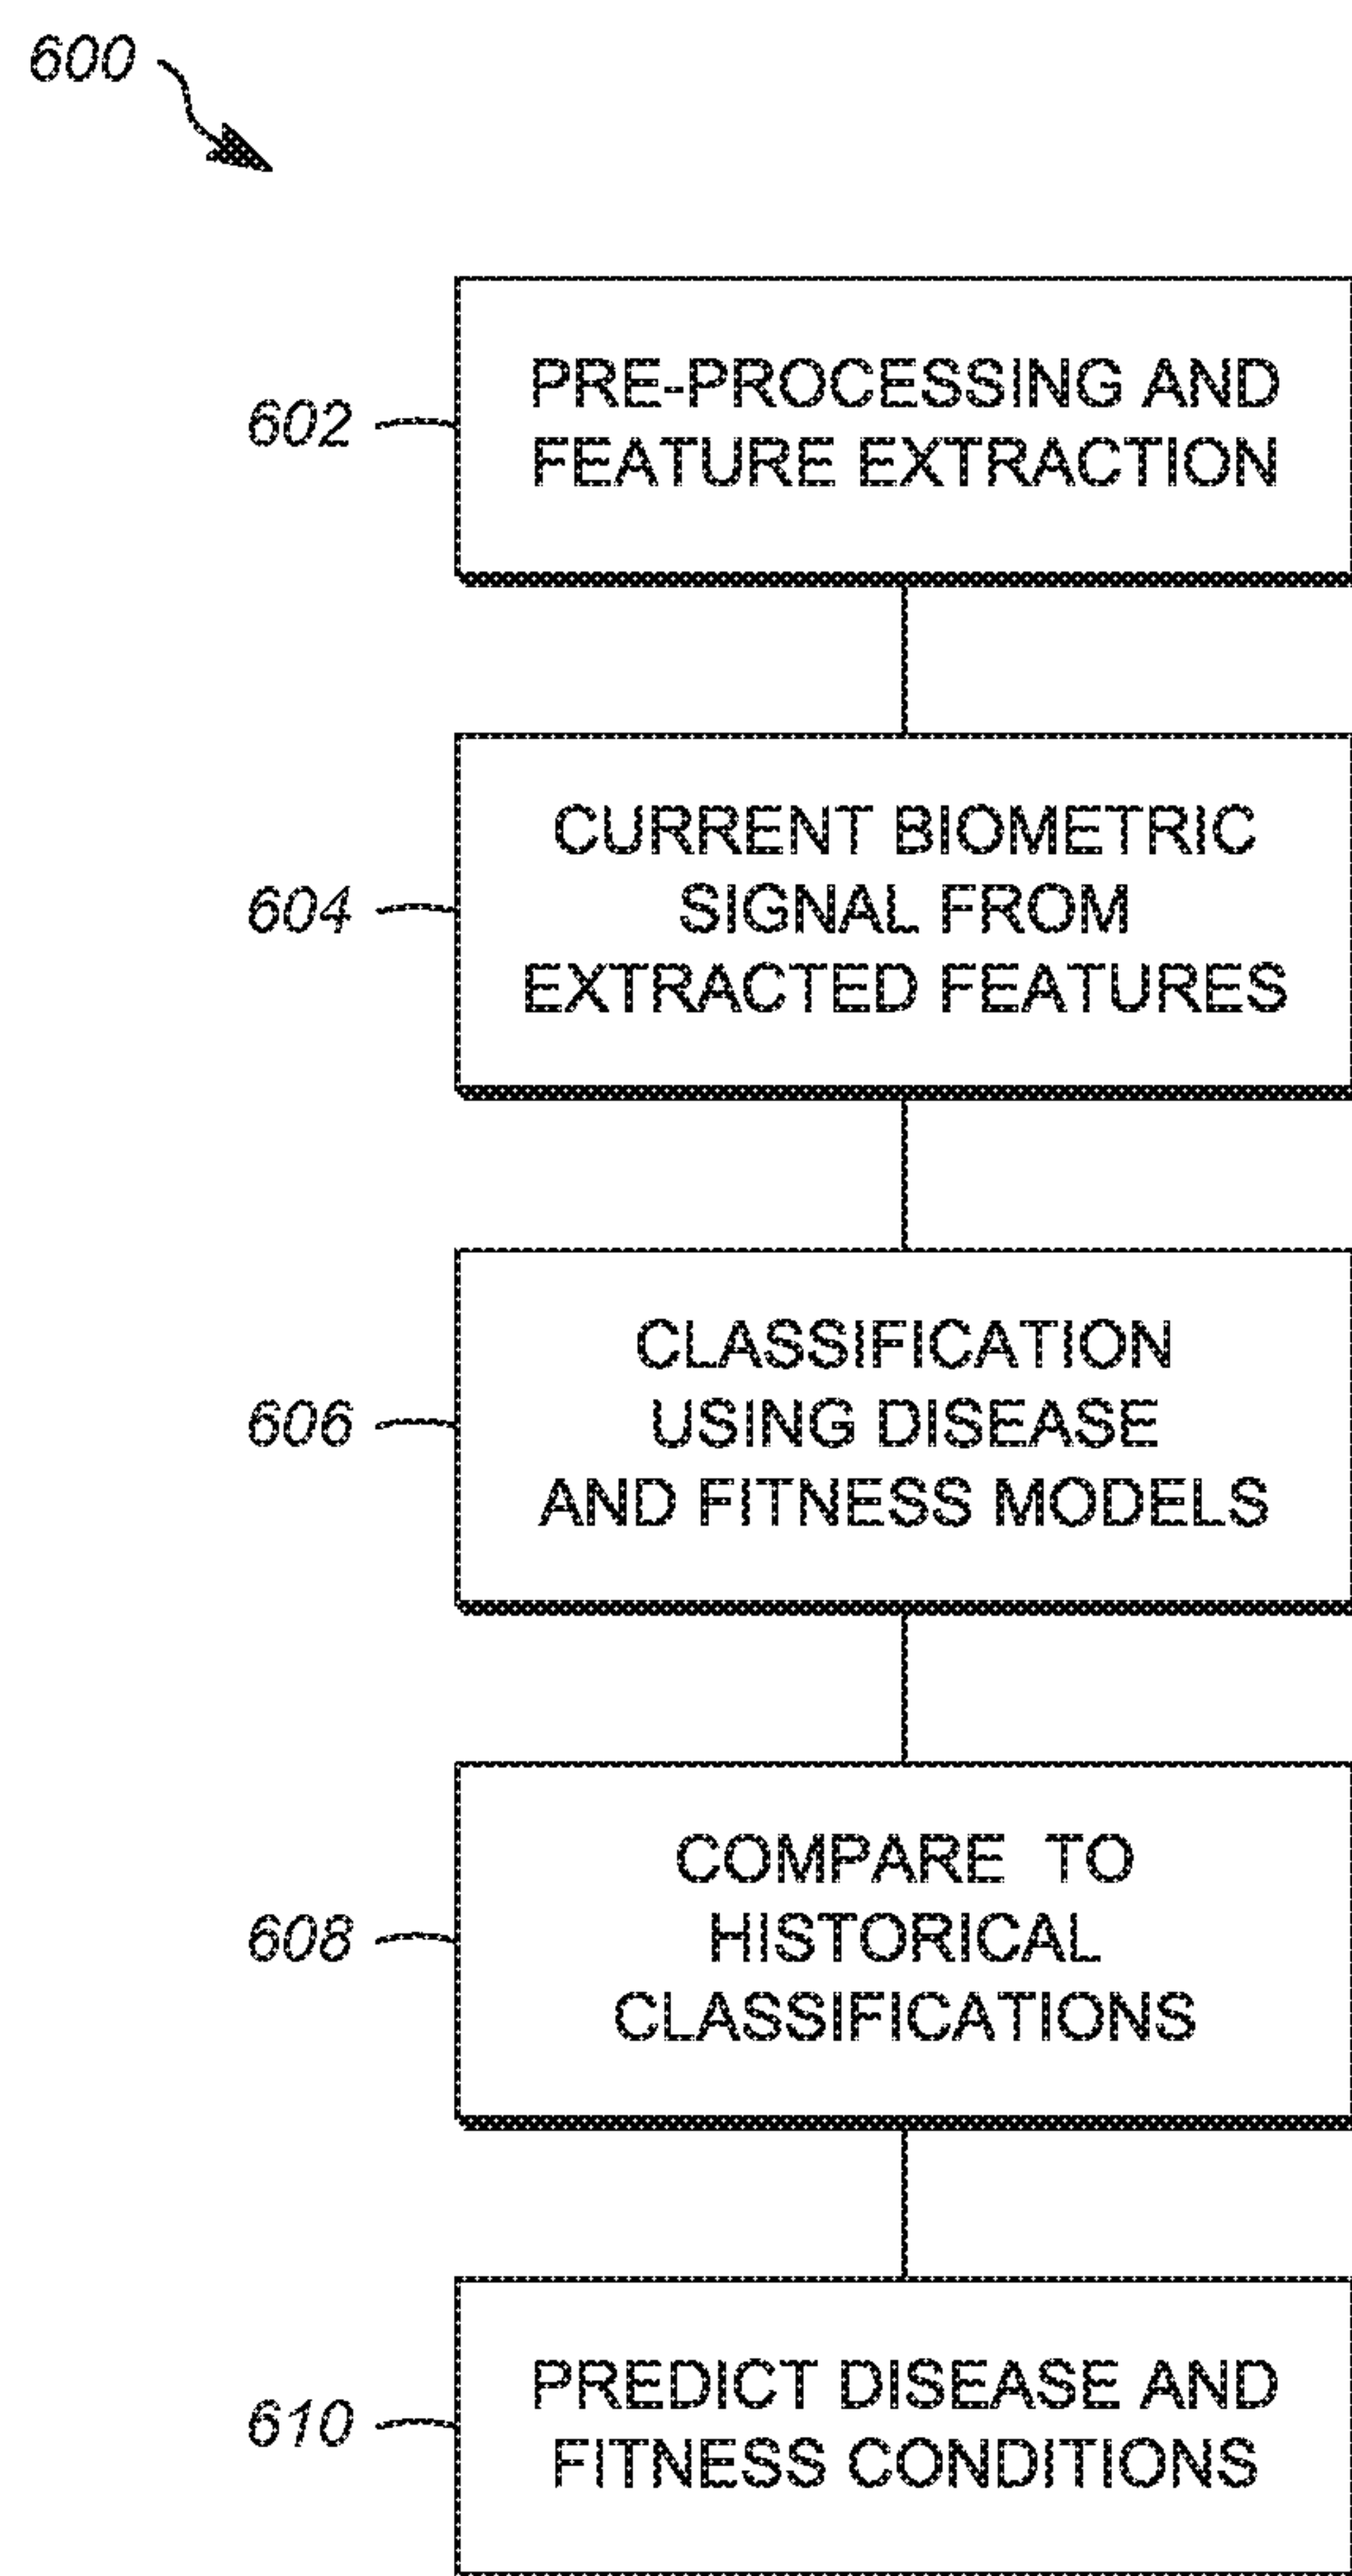 600
602
PRE-PROCESSING AND
FEATURE EXTRACTION
604
CURRENT BIOMETRIC
SIGNAL FROM
EXTRACTED FEATURES
606
CLASSIFICATION
USING DISEASE
AND FITNESS MODELS
608
COMPARE TO
HISTORICAL
CLASSIFICATIONS
610
PREDICT DISEASE AND
FITNESS CONDITIONS